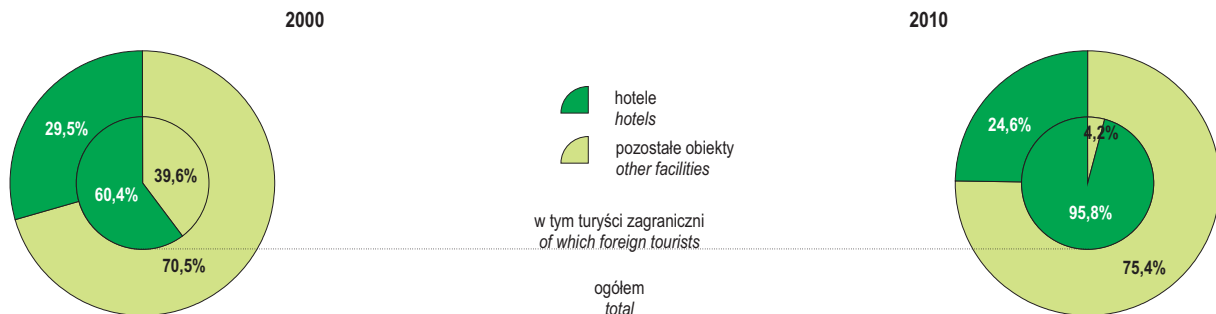 2000
2010
29,5%
60,4%
39,6%
70,5%
hotele
hotels
pozostałe obiekty
other facilities
w tym turyści zagraniczni
of which foreign tourists
ogółem
total
24,6%
4,2%
95,8%
75,4%